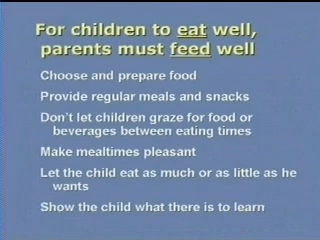 For children to eat well,
parents must feed well
Choose and prepare food
Provide regular meals and snacks
Don't let children graze for food or
beverages between eating times
Make mealtimes pleasant
Let the child eat as much or as little as he
wants
Show the child what there is to learn